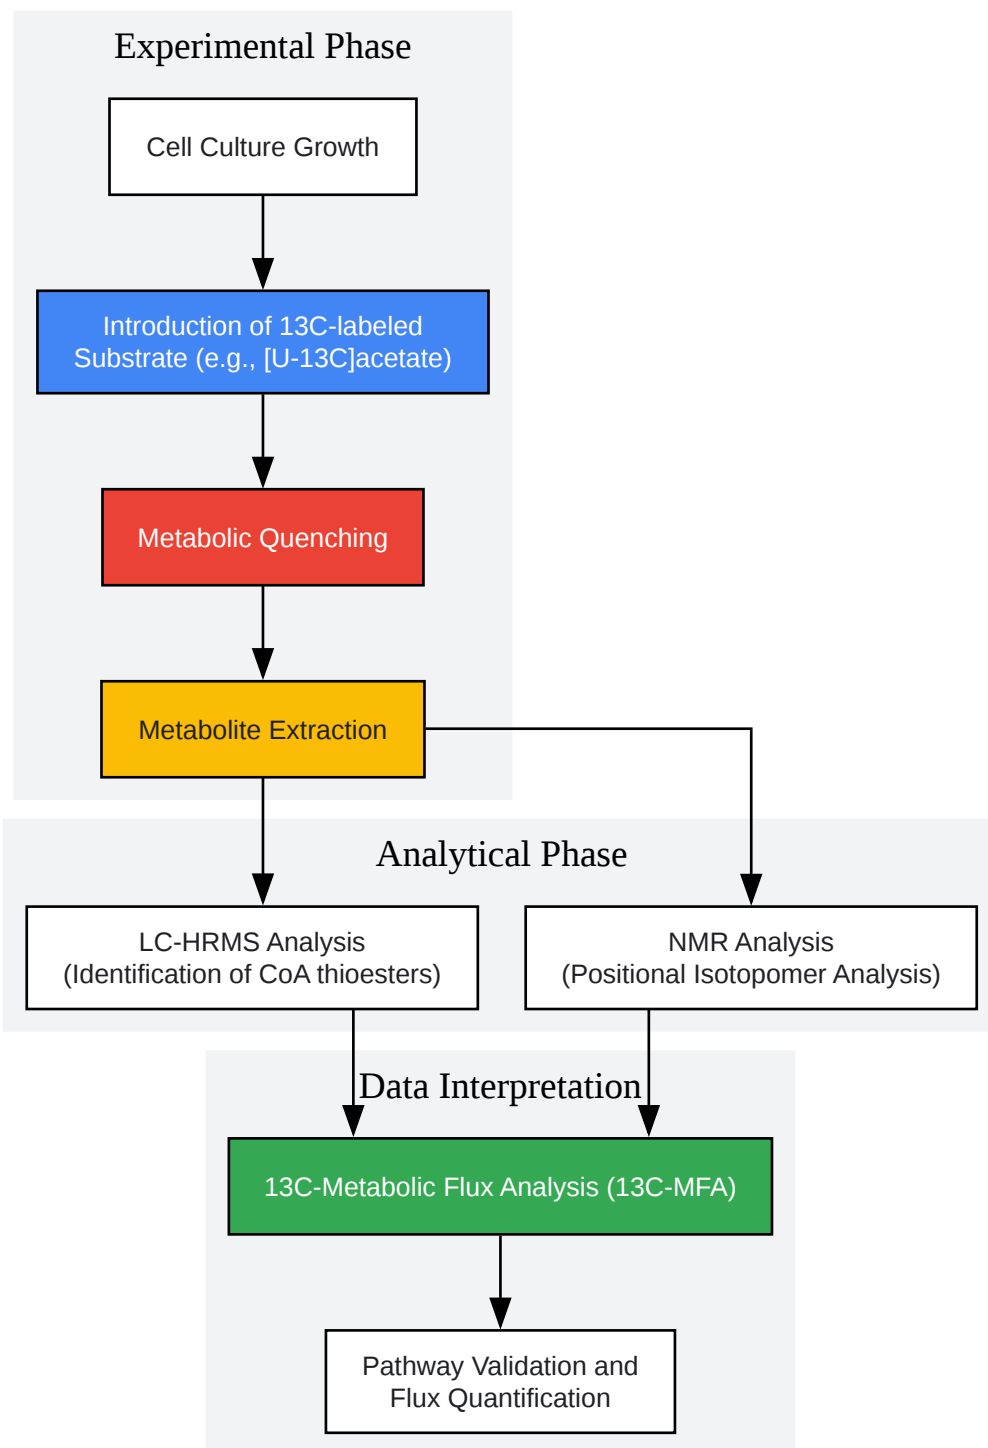 Experimental Phase
Cell Culture Growth
Introduction of 13C-labeled
Substrate (e.g., [U-13C]acetate)
Metabolic Quenching
Metabolite Extraction
Analytical Phase
LC-HRMS Analysis
(Identification of CoA thioesters)
NMR Analysis
(Positional Isotopomer Analysis)
Data Interpretation
13C-Metabolic Flux Analysis (13C-MFA)
Pathway Validation and
Flux Quantification